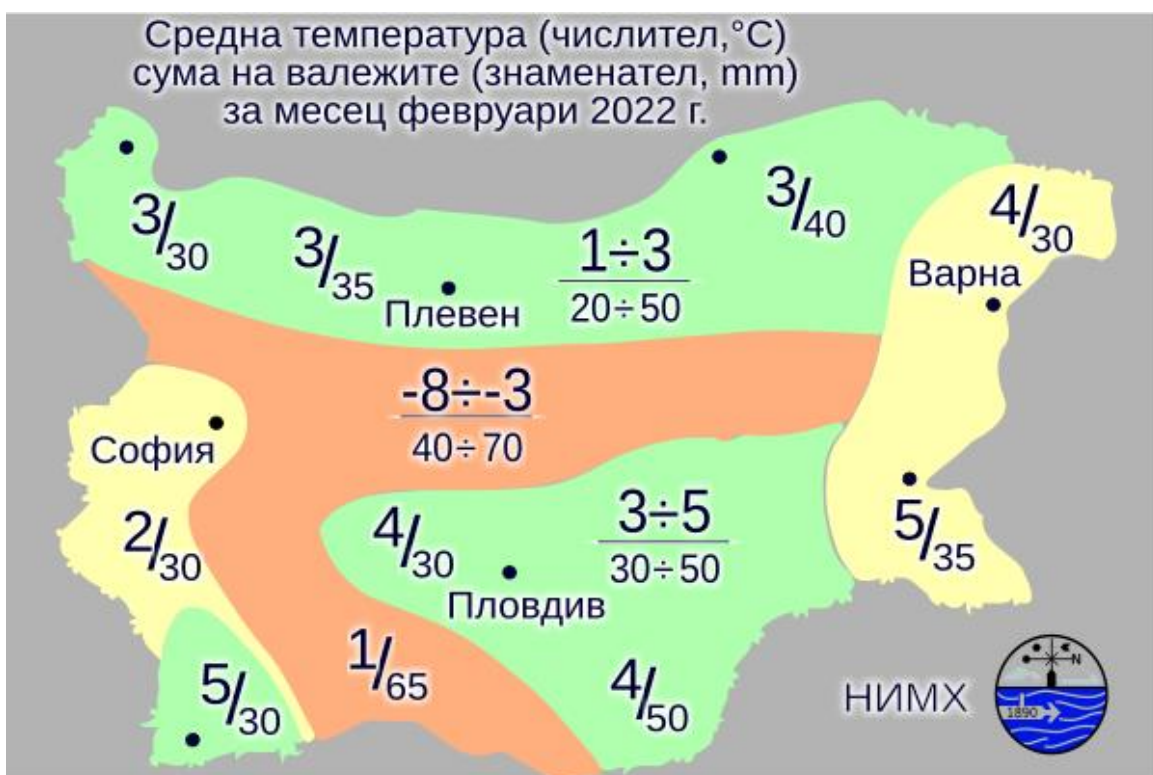 Средна температура (числител,°C)
сума на валежите (знаменател, mm)
за месец февруари 2022 г.
3/30
3/35
Плевен
1÷3
20÷50
3/40
4/30
Варна
-8÷-3
40÷70
София
2/30
4/30
Пловдив
3÷5
30÷50
5/35
5/30
1/65
4/50
НИМХ
N
1890